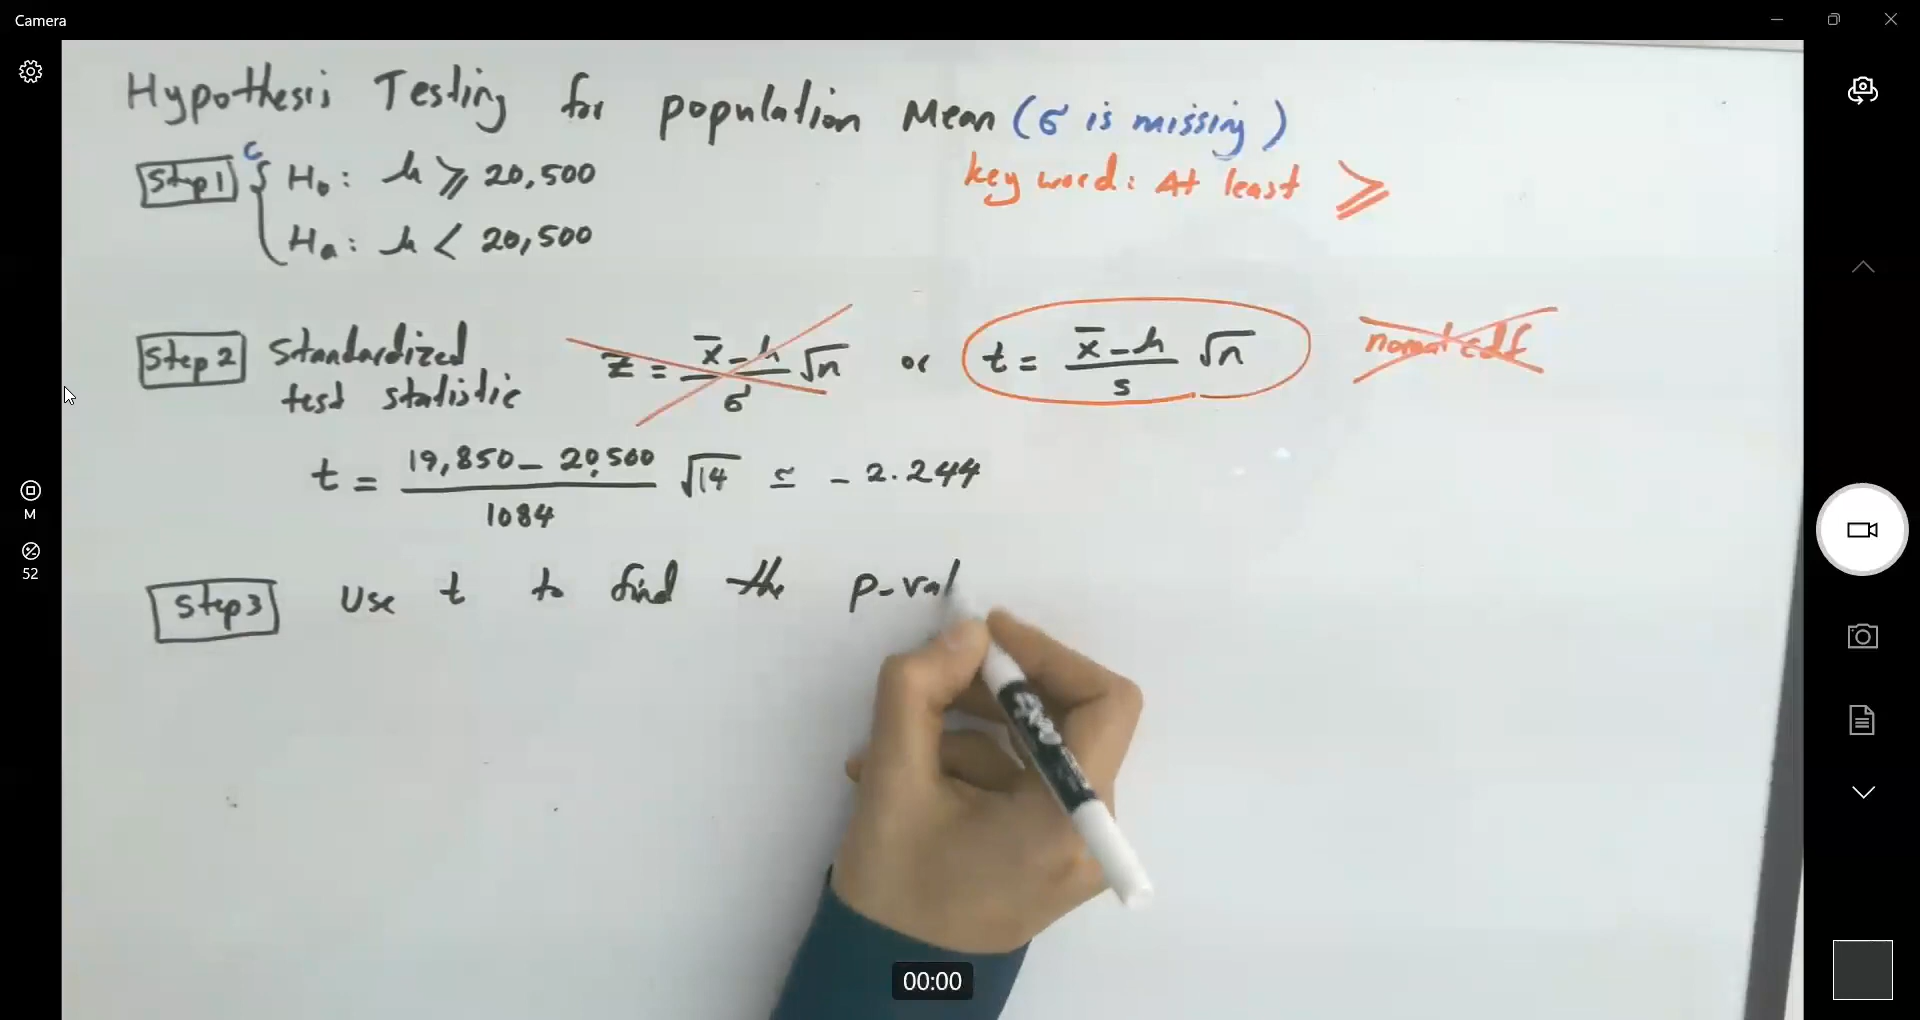 Camera
Hypothesis Testing for population Mean (σ is missing)
Step 1 C { H₀: μ ⩾ 20,500
key word: At least ⩾
Hₐ: μ < 20,500
Step 2 Standardized test statistic
z = x̄ - μ / σ √n or t = x̄ - μ / s √n
normal cdf
t = 19,850 - 20,500 / 1084 √14 ≃ - 2.244
Step 3 Use t to find the P-val
M
52
00:00